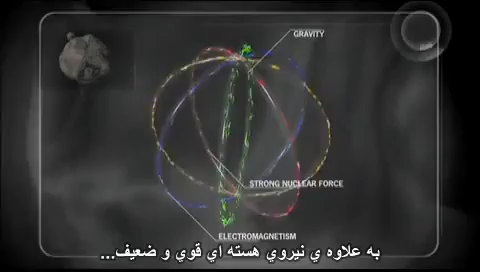 GRAVITY
STRONG NUCLEAR FORCE
ELECTROMAGNETISM
به علاوه ي نيروي هسته اي قوي و ضعيف...